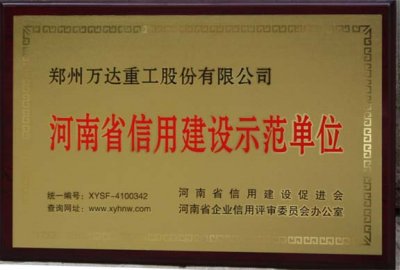 郑州万达重工股份有限公司
河南省信用建设示范单位
统一编号：XYSF-4100342
河南省信用建设促进会
查询网址：www.xyhnw.com
河南省企业信用评审委员会办公室